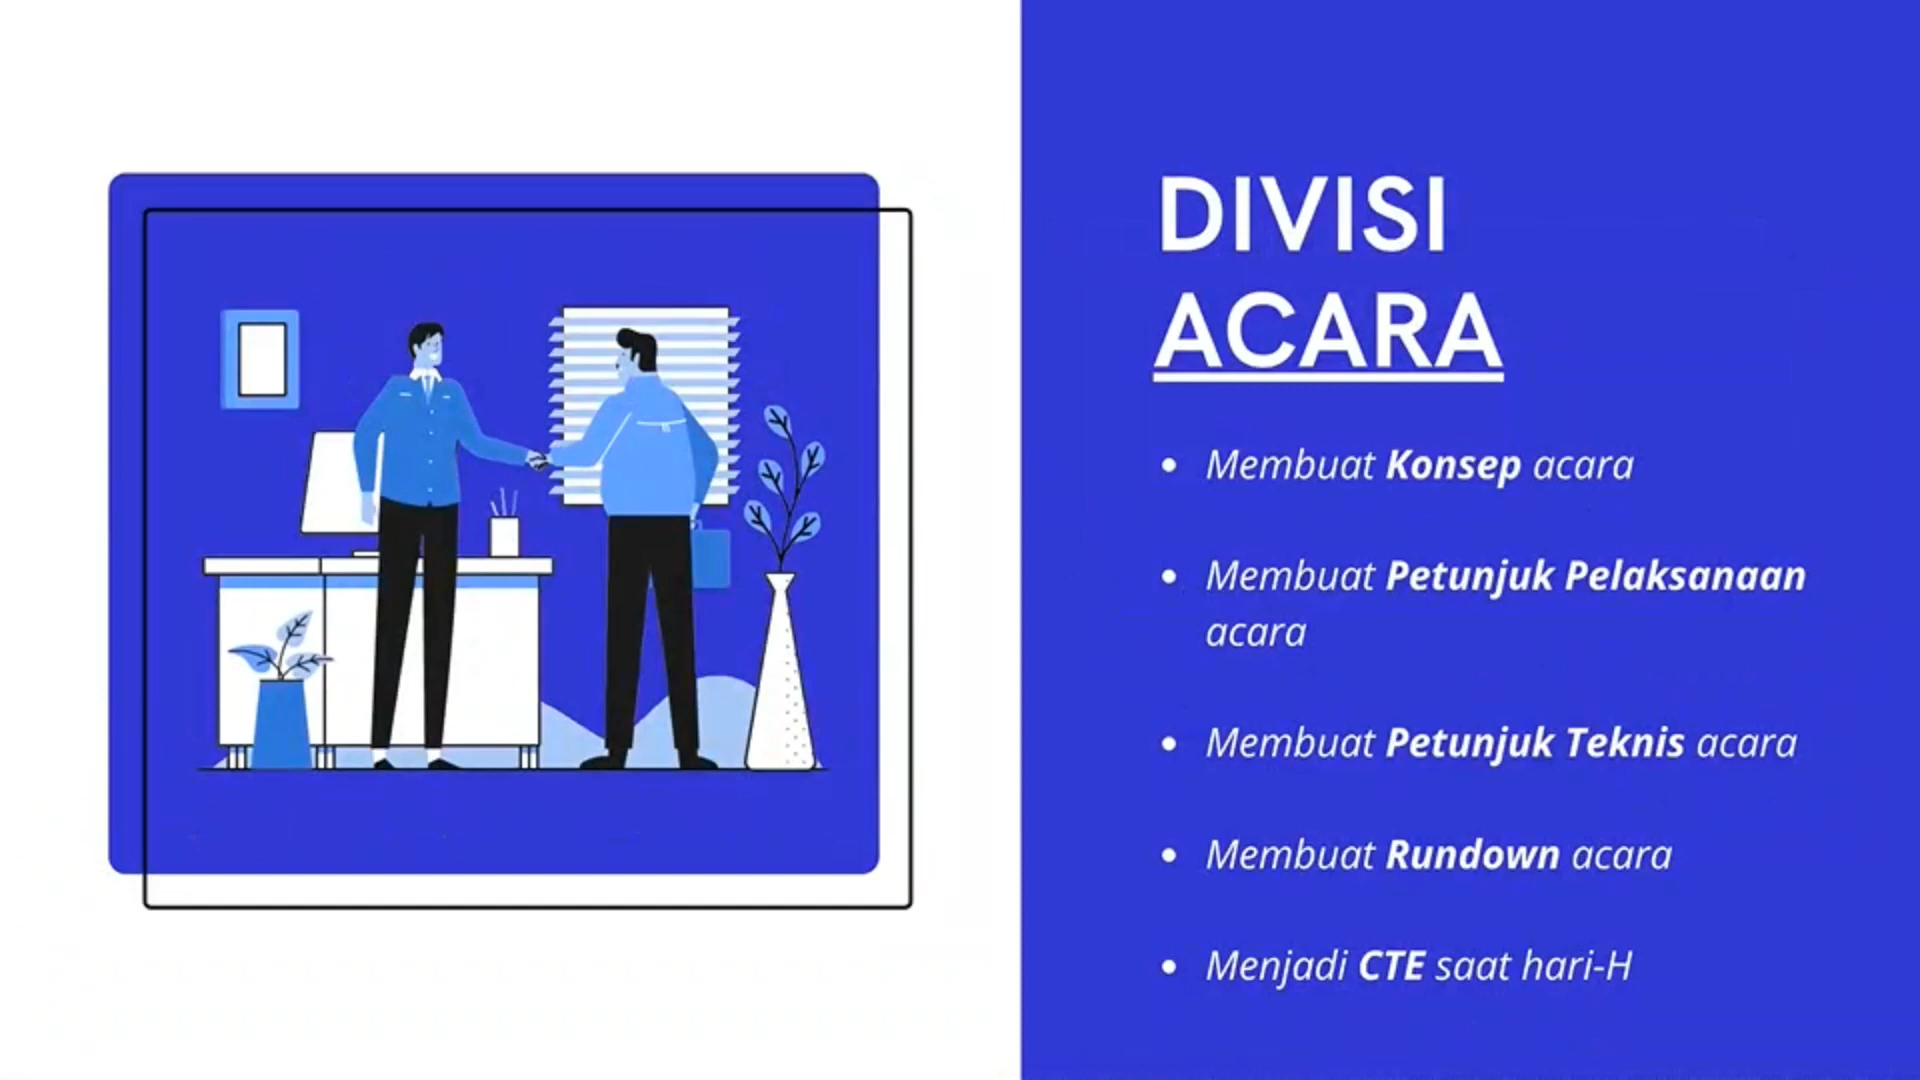 DIVISI
ACARA
• Membuat Konsep acara
• Membuat Petunjuk Pelaksanaan
acara
• Membuat Petunjuk Teknis acara
• Membuat Rundown acara
• Menjadi CTE saat hari-H